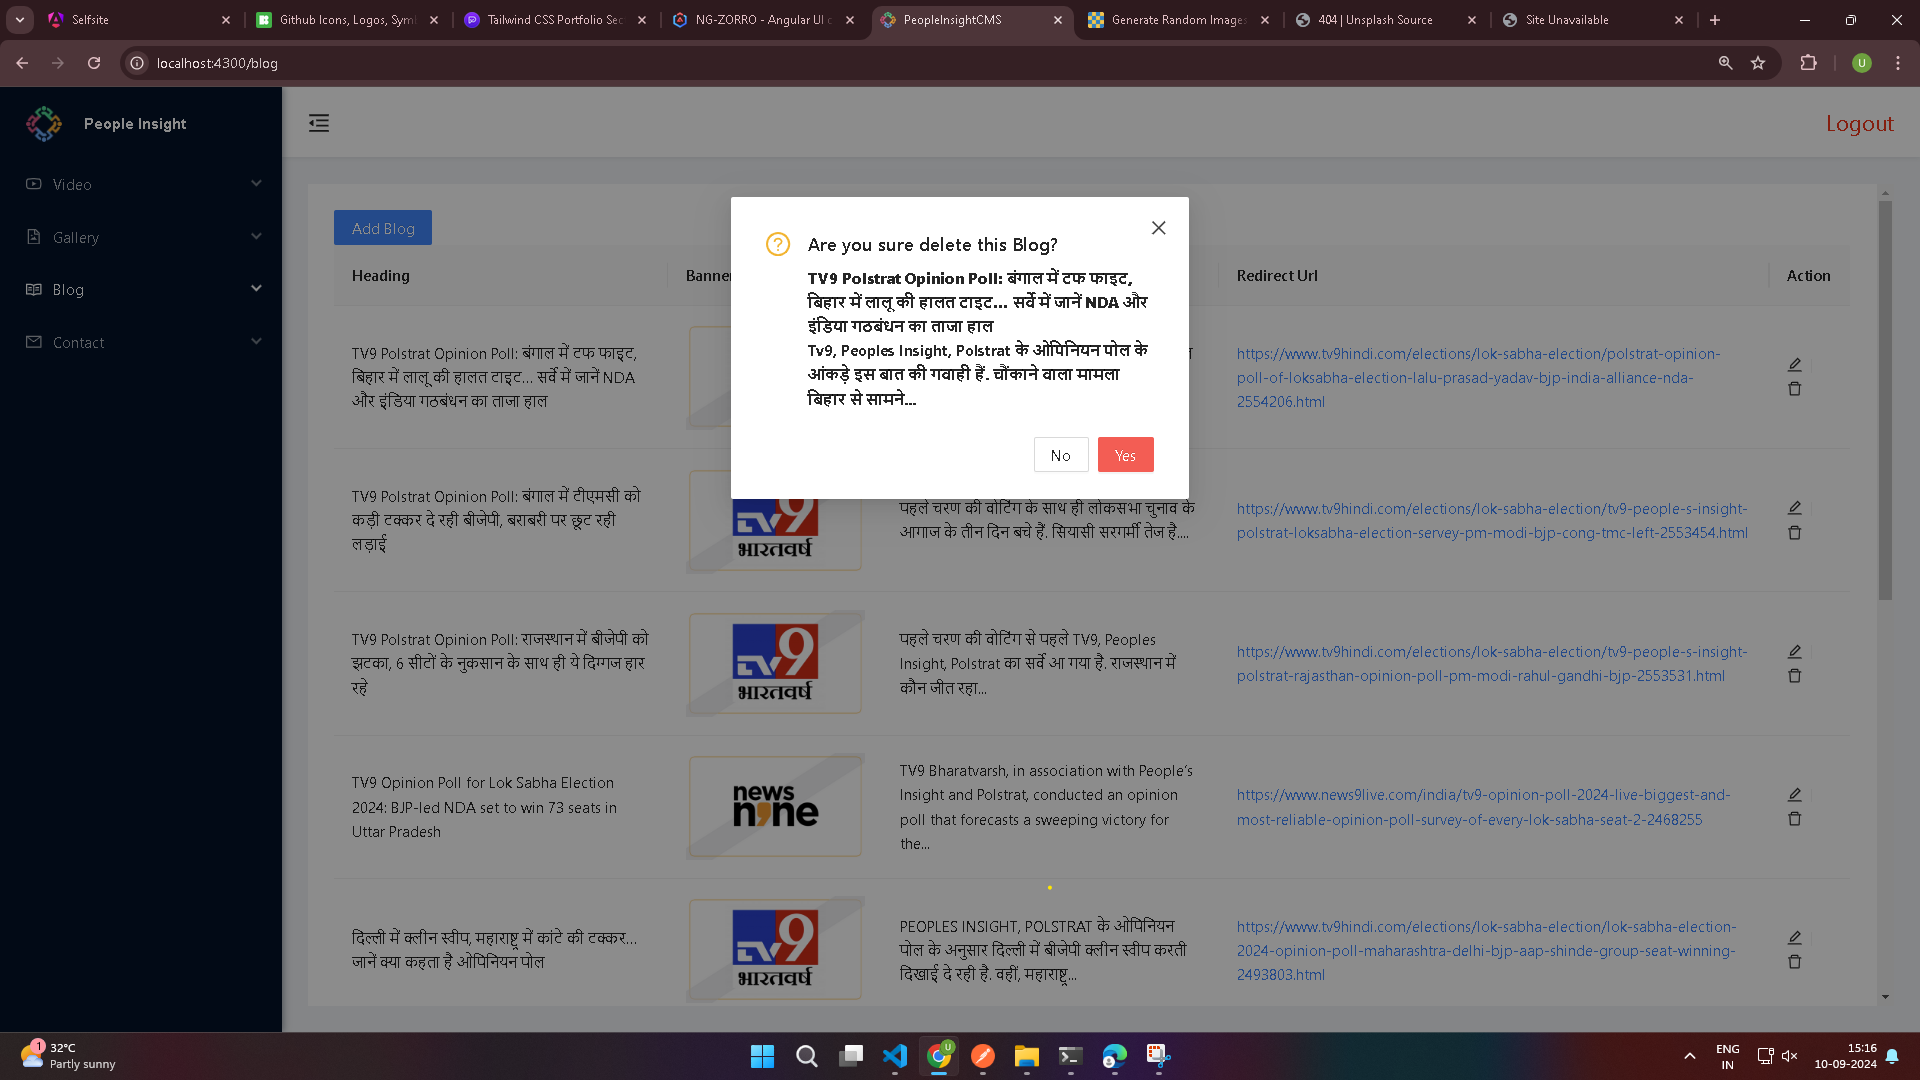 Selfsite
Github Icons, Logos, Sym
Tailwind CSS Portfolio Sec
NG-ZORRO - Angular UI c
PeopleInsightCMS
Generate Random Images
404 | Unsplash Source
Site Unavailable
localhost:4300/blog
U
People Insight
Logout
Video
Gallery
Blog
Contact
Add Blog
Heading
Banner
Redirect Url
Action
Are you sure delete this Blog?
TV9 Polstrat Opinion Poll: बंगाल में टफ फाइट,
बिहार में लालू की हालत टाइट… सर्वे में जानें NDA और
इंडिया गठबंधन का ताजा हाल
Tv9, Peoples Insight, Polstrat के ओपिनियन पोल के
आंकड़े इस बात की गवाही हैं. चौंकाने वाला मामला
बिहार से सामने...
No
Yes
TV9 Polstrat Opinion Poll: बंगाल में टफ फाइट,
बिहार में लालू की हालत टाइट… सर्वे में जानें NDA
और इंडिया गठबंधन का ताजा हाल
https://www.tv9hindi.com/elections/lok-sabha-election/polstrat-opinion-
poll-of-loksabha-election-lalu-prasad-yadav-bjp-india-alliance-nda-
2554206.html
TV9 Polstrat Opinion Poll: बंगाल में टीएमसी को
कड़ी टक्कर दे रही बीजेपी, बराबरी पर छूट रही
लड़ाई
TV9
भारतवर्ष
पहले चरण की वोटिंग के साथ ही लोकसभा चुनाव के
आगाज के तीन दिन बचे हैं. सियासी सरगर्मी तेज है....
https://www.tv9hindi.com/elections/lok-sabha-election/tv9-people-s-insight-
polstrat-loksabha-election-servey-pm-modi-bjp-cong-tmc-left-2553454.html
TV9 Polstrat Opinion Poll: राजस्थान में बीजेपी को
झटका, 6 सीटों के नुकसान के साथ ही ये दिग्गज हार
रहे
TV9
भारतवर्ष
पहले चरण की वोटिंग से पहले TV9, Peoples
Insight, Polstrat का सर्वे आ गया है. राजस्थान में
कौन जीत रहा...
https://www.tv9hindi.com/elections/lok-sabha-election/tv9-people-s-insight-
polstrat-rajasthan-opinion-poll-pm-modi-rahul-gandhi-bjp-2553531.html
TV9 Opinion Poll for Lok Sabha Election
2024: BJP-led NDA set to win 73 seats in
Uttar Pradesh
news
n9ne
TV9 Bharatvarsh, in association with People's
Insight and Polstrat, conducted an opinion
poll that forecasts a sweeping victory for
the...
https://www.news9live.com/india/tv9-opinion-poll-2024-live-biggest-and-
most-reliable-opinion-poll-survey-of-every-lok-sabha-seat-2-2468255
दिल्ली में क्लीन स्वीप, महाराष्ट्र में कांटे की टक्कर…
जानें क्या कहता है ओपिनियन पोल
TV9
भारतवर्ष
PEOPLES INSIGHT, POLSTRAT के ओपिनियन
पोल के अनुसार दिल्ली में बीजेपी क्लीन स्वीप करती
दिखाई दे रही है. वहीं, महाराष्ट्र...
https://www.tv9hindi.com/elections/lok-sabha-election/lok-sabha-election-
2024-opinion-poll-maharashtra-delhi-bjp-aap-shinde-group-seat-winning-
2493803.html
1
32°C
Partly sunny
U
ENG
IN
15:16
10-09-2024